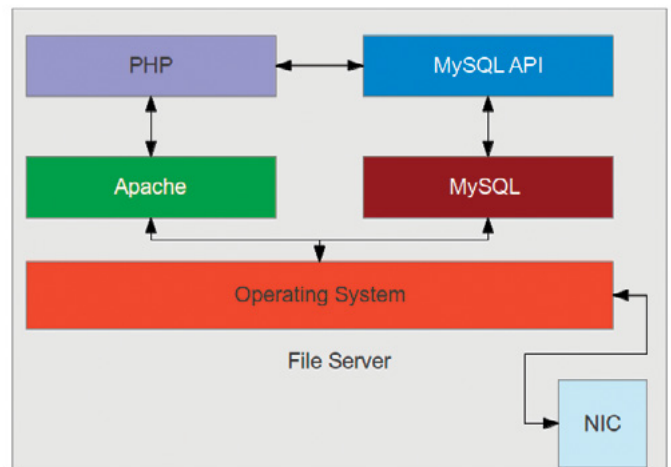 PHP
MySQL API
Apache
MySQL
Operating System
File Server
NIC